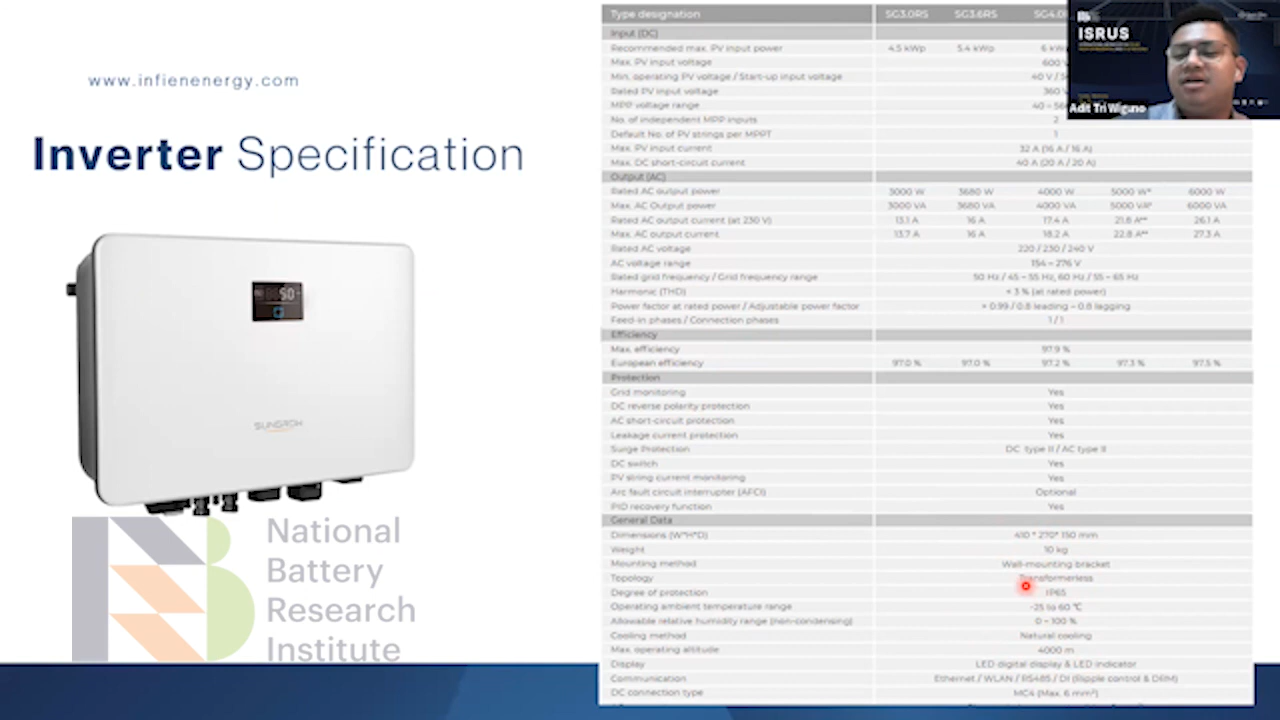 www.infienenergy.com
Inverter Specification
SUNGROW
National
Battery
Research
Institute
ISRUS
Adit Tri Wiguno
Type designation SG3.0RS SG3.6RS
Input (DC)
Recommended max. PV input power 4.5 kWp 5.4 kWp 6
Max. PV input voltage 600
Min. operating PV voltage / Start-up input voltage 40 V /
Rated PV input voltage 360
MPP voltage range 40 –
No. of independent MPP inputs 2
Default No. of PV strings per MPPT 1
Max. PV input current 32 A (16 A / 16 A)
Max. DC short-circuit current 40 A (20 A / 20 A)
Output (AC)
Rated AC output power 3000 W 3680 W 4000 W 5000 W* 6000 W
Max. AC Output power 3000 VA 3680 VA 4000 VA 5000 VA* 6000 VA
Rated AC output current (at 230 V) 13.1 A 16 A 17.4 A 21.8 A** 26.1 A
Max. AC output current 13.7 A 16 A 18.2 A 22.8 A** 27.3 A
Rated AC voltage 220 / 230 / 240 V
AC voltage range 154 – 276 V
Rated grid frequency / Grid frequency range 50 Hz / 45 – 55 Hz, 60 Hz / 55 – 65 Hz
Harmonic (THD) < 3 % (at rated power)
Power factor at rated power / Adjustable power factor > 0.99 / 0.8 leading – 0.8 lagging
Feed-in phases / Connection phases 1 / 1
Efficiency
Max. efficiency 97.9 %
European efficiency 97.0 % 97.0 % 97.2 % 97.3 % 97.5 %
Protection
Grid monitoring Yes
DC reverse polarity protection Yes
AC short-circuit protection Yes
Leakage current protection Yes
Surge Protection DC type II / AC type II
DC switch Yes
PV string current monitoring Yes
Arc fault circuit interrupter (AFCI) Optional
PID recovery function Yes
General Data
Dimensions (W*H*D) 410 * 270* 150 mm
Weight 10 kg
Mounting method Wall-mounting bracket
Topology Transformerless
Degree of protection IP65
Operating ambient temperature range -25 to 60 ℃
Allowable relative humidity range (non-condensing) 0 – 100 %
Cooling method Natural cooling
Max. operating altitude 4000 m
Display LED digital display & LED indicator
Communication Ethernet / WLAN / RS485 / DI (Ripple control & DRM)
DC connection type MC4 (Max. 6 mm²)